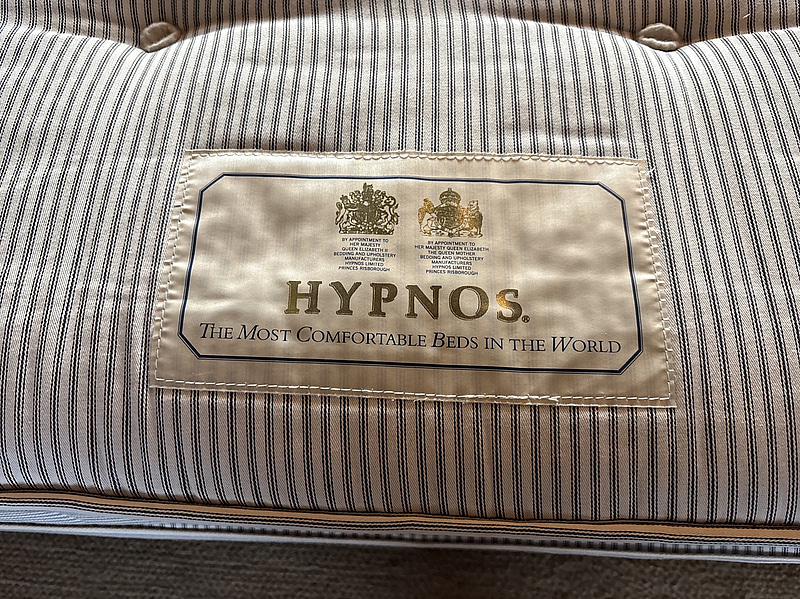 BY APPOINTMENT TO
HER MAJESTY
QUEEN ELIZABETH II
BEDDING AND UPHOLSTERY
MANUFACTURERS
HYPNOS LIMITED
PRINCES RISBOROUGH
BY APPOINTMENT TO
HER MAJESTY QUEEN ELIZABETH
THE QUEEN MOTHER
BEDDING AND UPHOLSTERY
MANUFACTURERS
HYPNOS LIMITED
PRINCES RISBOROUGH
HYPNOS®
THE MOST COMFORTABLE BEDS IN THE WORLD